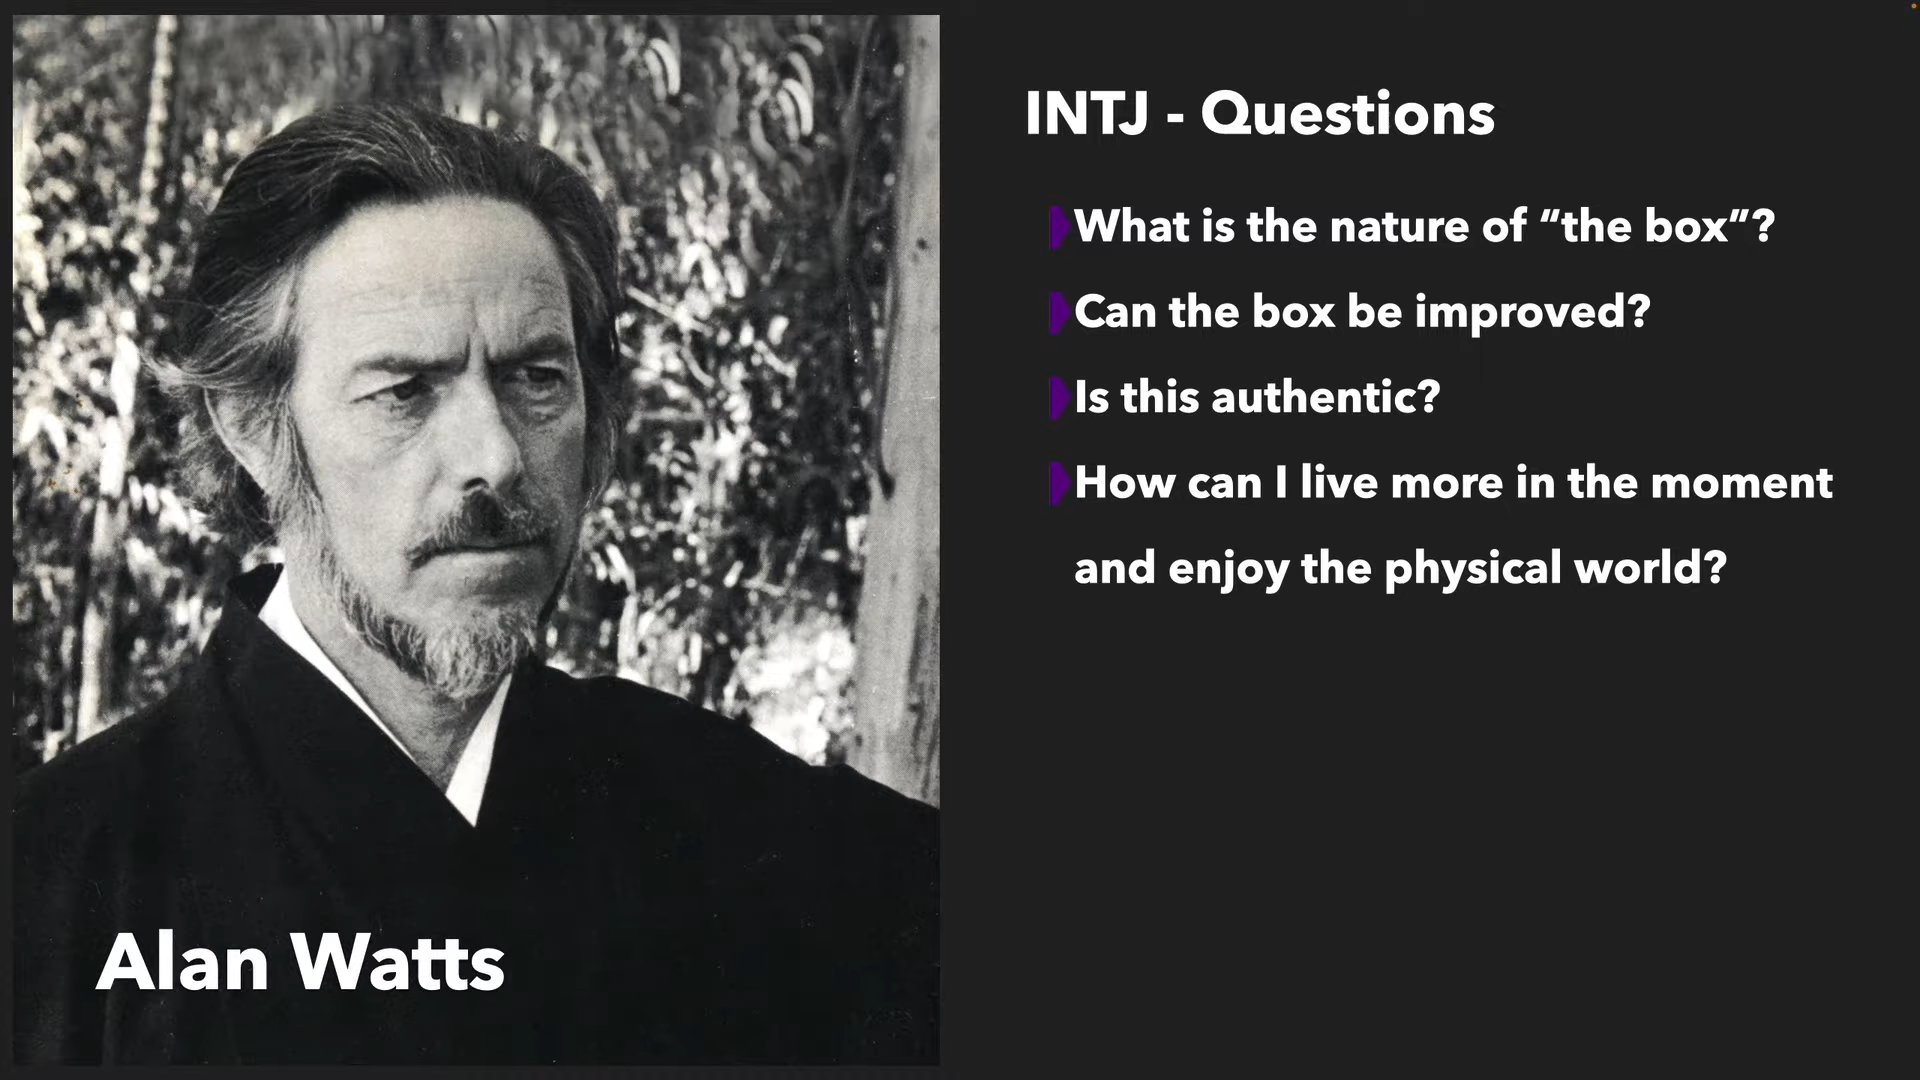 INTJ - Questions
What is the nature of “the box”?
Can the box be improved?
Is this authentic?
How can I live more in the moment
and enjoy the physical world?
Alan Watts